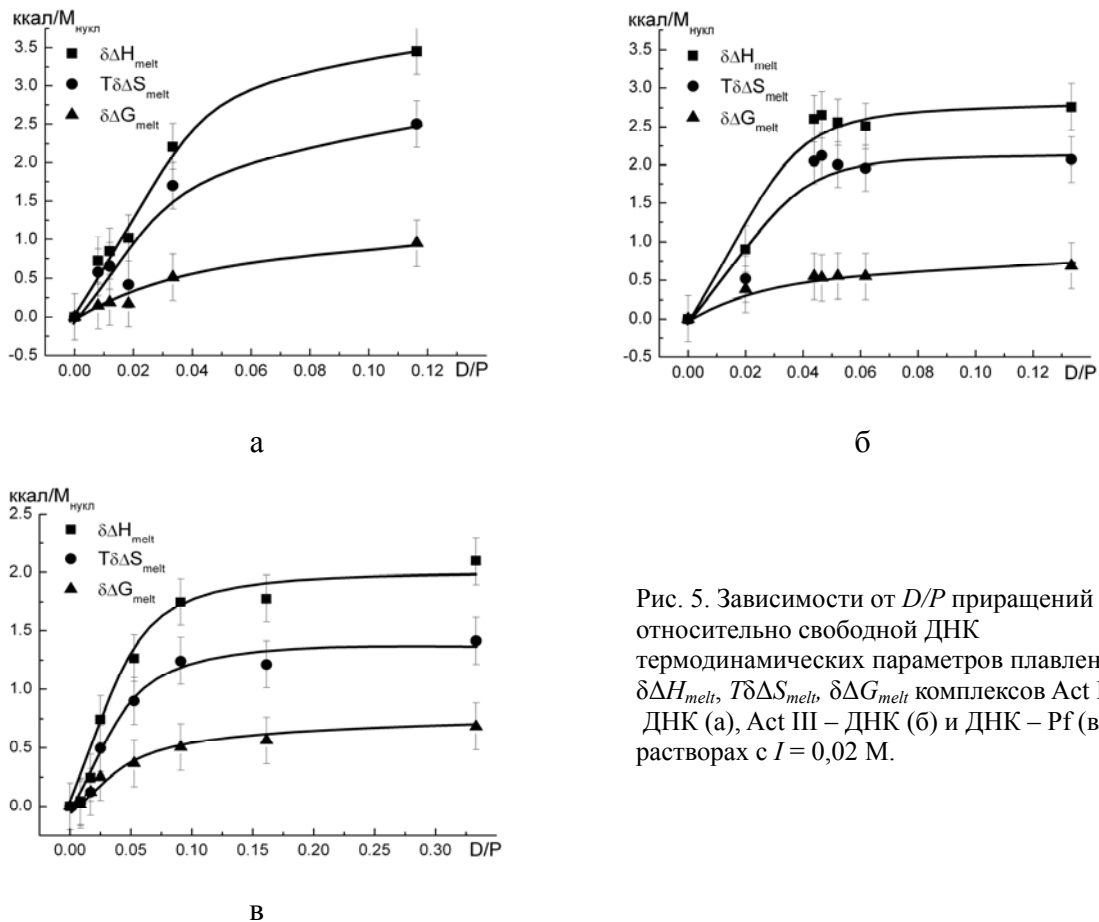 ккал/Mнукл
3.5
3.0
2.5
2.0
1.5
1.0
0.5
0.0
-0.5
δΔHmelt
TδΔSmelt
δΔGmelt
0.00 0.02 0.04 0.06 0.08 0.10 0.12 D/P
а
ккал/Mнукл
3.5
3.0
2.5
2.0
1.5
1.0
0.5
0.0
-0.5
δΔHmelt
TδΔSmelt
δΔGmelt
0.00 0.02 0.04 0.06 0.08 0.10 0.12 D/P
б
ккал/Mнукл
2.5
2.0
1.5
1.0
0.5
0.0
δΔHmelt
TδΔSmelt
δΔGmelt
0.00 0.05 0.10 0.15 0.20 0.25 0.30 D/P
в
Рис. 5. Зависимости от D/P приращений
относительно свободной ДНК
термодинамических параметров
δΔHmelt, TδΔSmelt, δΔGmelt комплексов Act
ДНК (а), Act III – ДНК (б) и ДНК – Pf
растворах с I = 0,02 М.